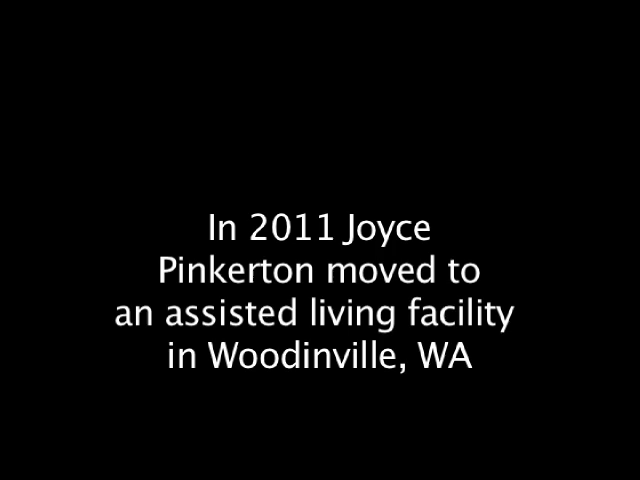 In 2011 Joyce
Pinkerton moved to
an assisted living facility
in Woodinville, WA